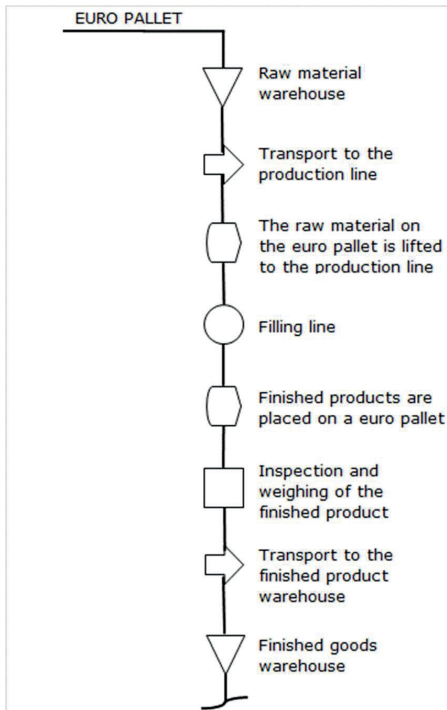 EURO PALLET
Raw material
warehouse
Transport to the
production line
The raw material on
the euro pallet is lifted
to the production line
Filling line
Finished products are
placed on a euro pallet
Inspection and
weighing of the
finished product
Transport to the
finished product
warehouse
Finished goods
warehouse